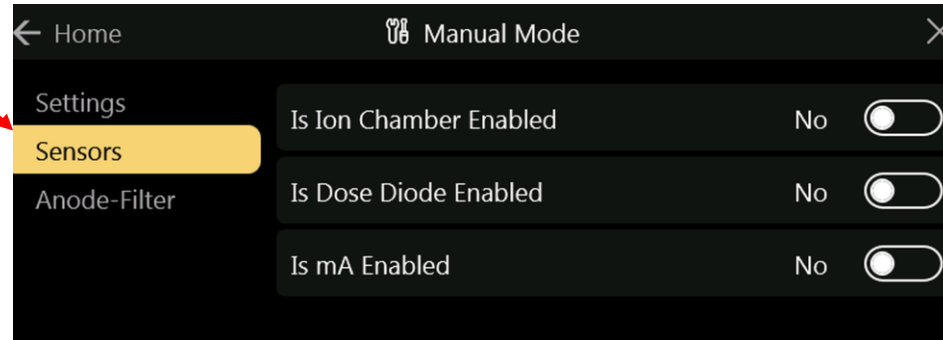 Home
Manual Mode
Settings
Sensors
Anode-Filter
Is Ion Chamber Enabled No
Is Dose Diode Enabled No
Is mA Enabled No